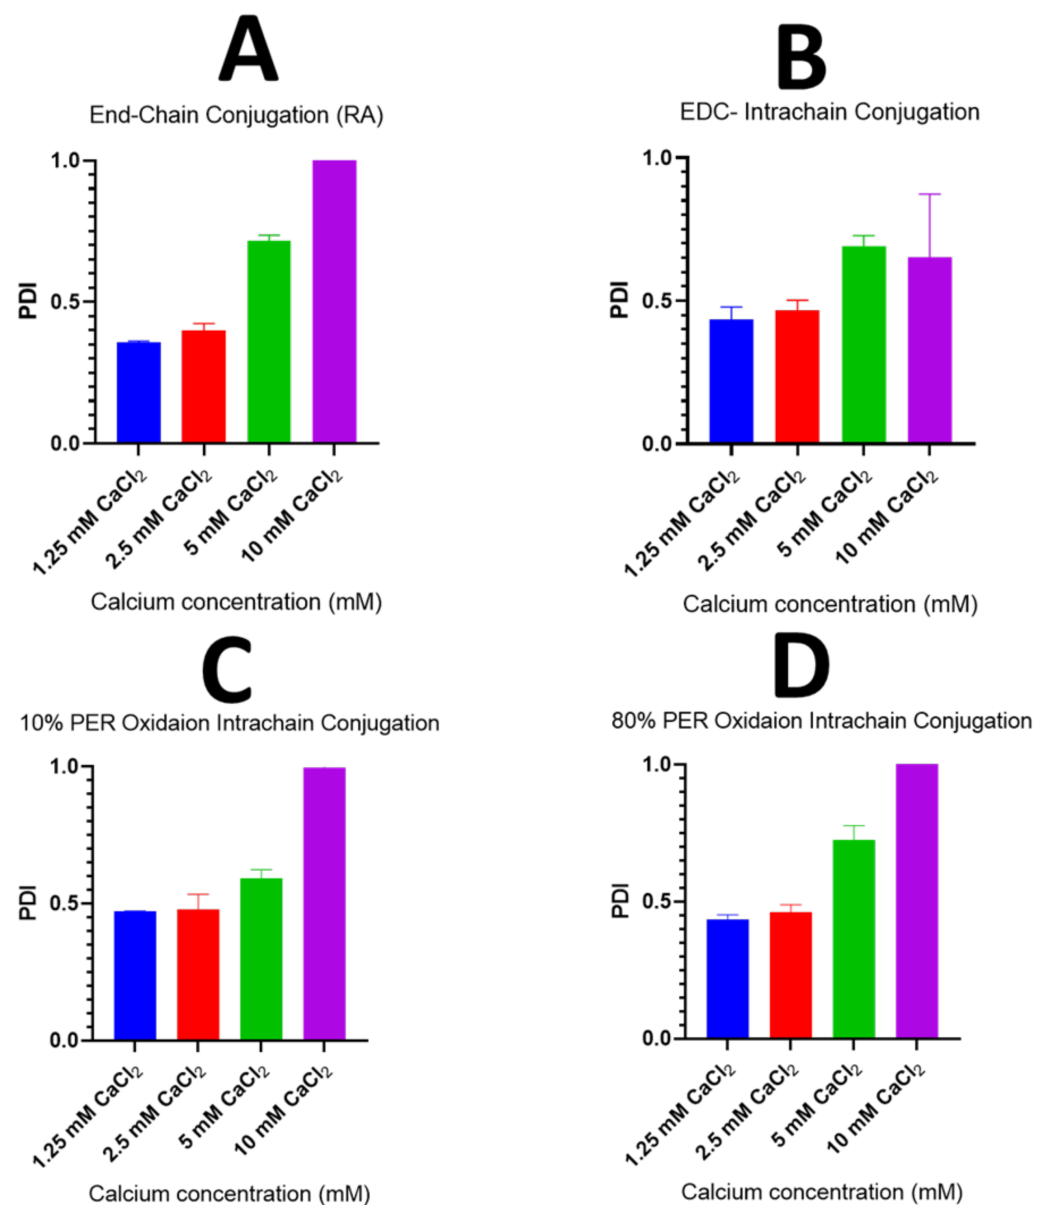 A
End-Chain Conjugation (RA)
1.0
0.5
0.0
PDI
1.25 mM CaCl₂
2.5 mM CaCl₂
5 mM CaCl₂
10 mM CaCl₂
Calcium concentration (mM)
B
EDC- Intrachain Conjugation
1.0
0.5
0.0
PDI
1.25 mM CaCl₂
2.5 mM CaCl₂
5 mM CaCl₂
10 mM CaCl₂
Calcium concentration (mM)
C
10% PER Oxidaion Intrachain Conjugation
1.0
0.5
0.0
PDI
1.25 mM CaCl₂
2.5 mM CaCl₂
5 mM CaCl₂
10 mM CaCl₂
Calcium concentration (mM)
D
80% PER Oxidaion Intrachain Conjugation
1.0
0.5
0.0
PDI
1.25 mM CaCl₂
2.5 mM CaCl₂
5 mM CaCl₂
10 mM CaCl₂
Calcium concentration (mM)